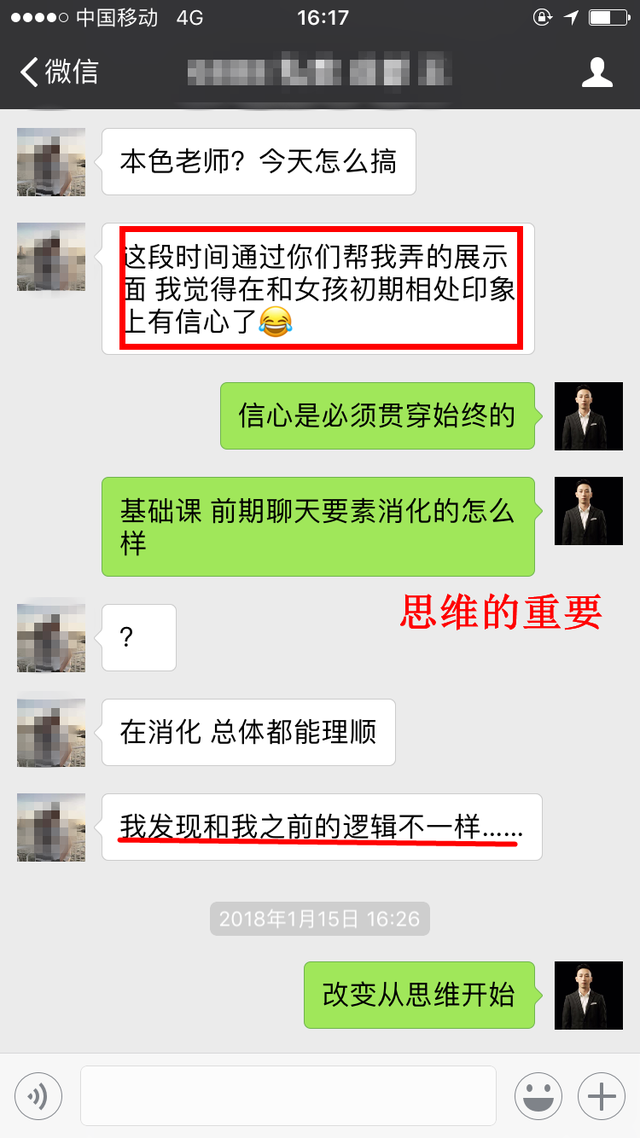 中国移动 4G 16:17
微信
本色老师？今天怎么搞
这段时间通过你们帮我弄的展示
面 我觉得在和女孩初期相处印象
上有信心了😂
信心是必须贯穿始终的
基础课 前期聊天要素消化的怎么
样
思维的重要
?
在消化 总体都能理顺
我发现和我之前的逻辑不一样......
2018年1月15日 16:26
改变从思维开始